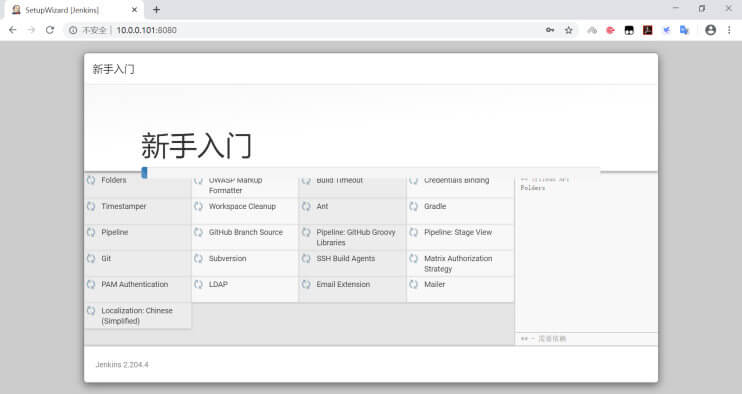 SetupWizard [Jenkins]
不安全 | 10.0.0.101:8080
新手入门
新手入门
Folders
OWASP Markup
Formatter
Build Timeout
Credentials Binding
** GitHub API
Folders
Timestamper
Workspace Cleanup
Ant
Gradle
Pipeline
GitHub Branch Source
Pipeline: GitHub Groovy
Libraries
Pipeline: Stage View
Git
Subversion
SSH Build Agents
Matrix Authorization
Strategy
PAM Authentication
LDAP
Email Extension
Mailer
Localization: Chinese
(Simplified)
** - 需要依赖
Jenkins 2.204.4